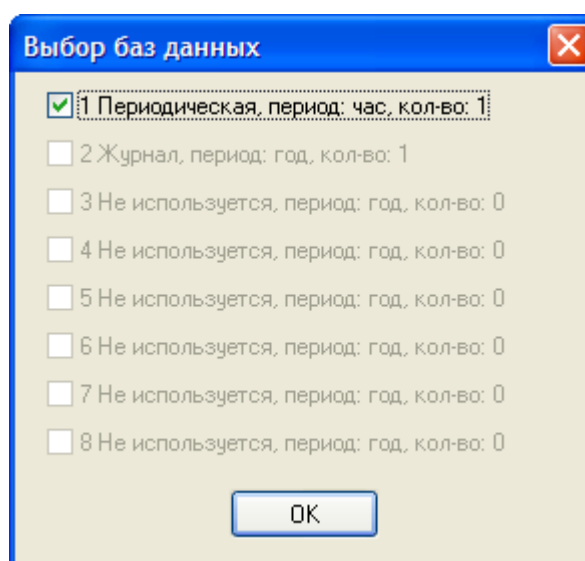 Выбор баз данных
1 Периодическая, период: час, кол-во: 1
2 Журнал, период: год, кол-во: 1
3 Не используется, период: год, кол-во: 0
4 Не используется, период: год, кол-во: 0
5 Не используется, период: год, кол-во: 0
6 Не используется, период: год, кол-во: 0
7 Не используется, период: год, кол-во: 0
8 Не используется, период: год, кол-во: 0
OK